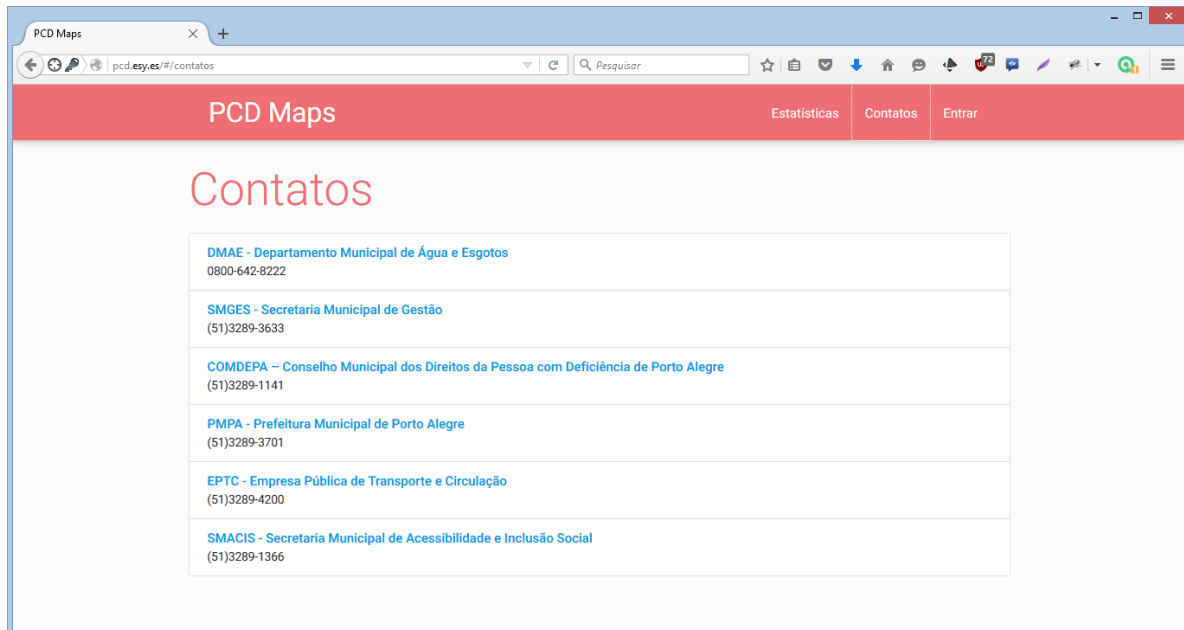 PCD Maps
pcd.esy.es/#/contatos
Pesquisar
72
PCD Maps
Estatísticas
Contatos
Entrar
Contatos
DMAE - Departamento Municipal de Água e Esgotos
0800-642-8222
SMGES - Secretaria Municipal de Gestão
(51)3289-3633
COMDEPA – Conselho Municipal dos Direitos da Pessoa com Deficiência de Porto Alegre
(51)3289-1141
PMPA - Prefeitura Municipal de Porto Alegre
(51)3289-3701
EPTC - Empresa Pública de Transporte e Circulação
(51)3289-4200
SMACIS - Secretaria Municipal de Acessibilidade e Inclusão Social
(51)3289-1366